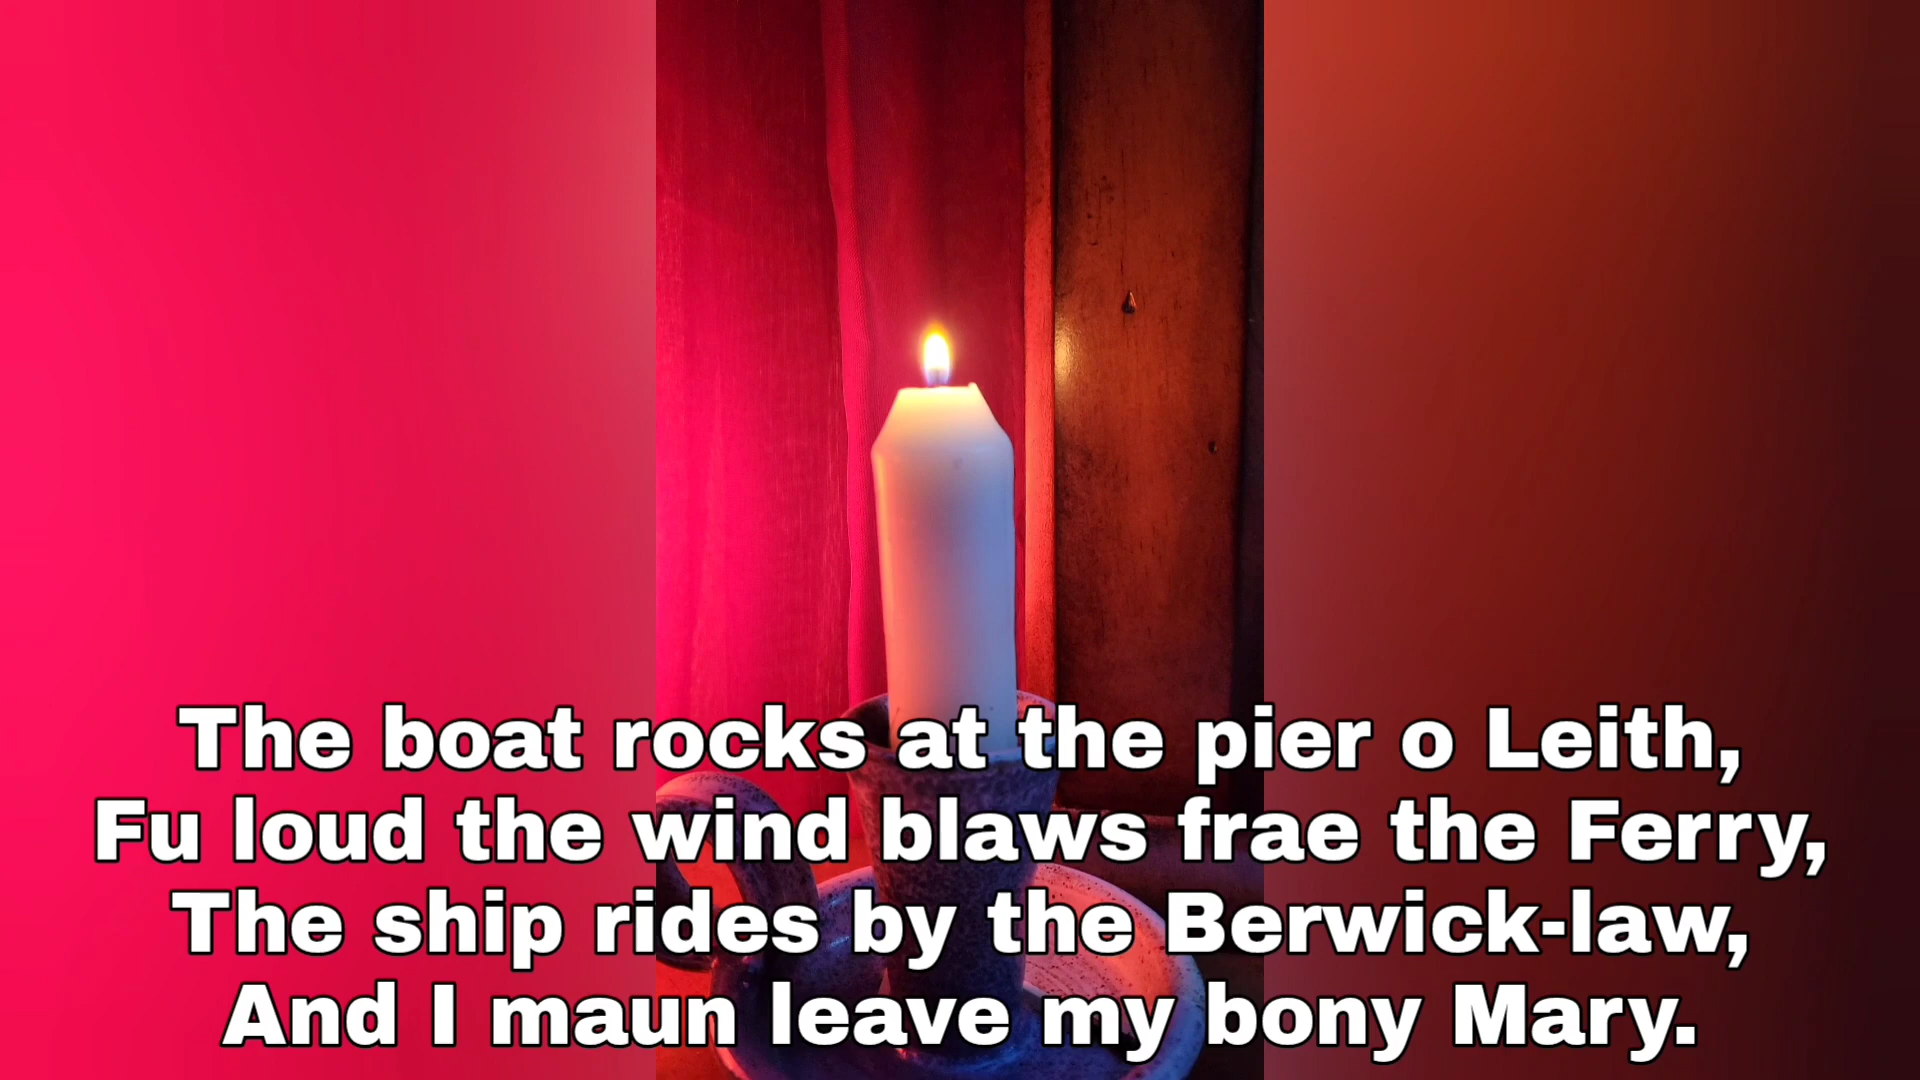 The boat rocks at the pier o Leith,
Fu loud the wind blaws frae the Ferry,
The ship rides by the Berwick-law,
And I maun leave my bony Mary.